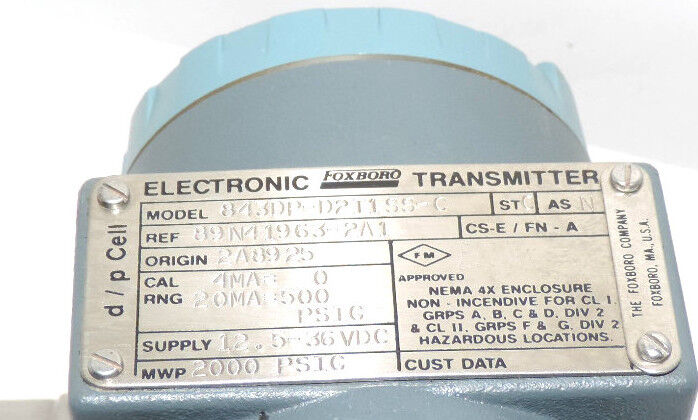 ELECTRONIC FOXBORO TRANSMITTER
d / p Cell
MODEL 843DP-D2I1SS-C ST C AS N
REF 89N41963-2A1 CS-E / FN - A
ORIGIN 2A8925
CAL 4MA= 0
RNG 20MA=500
PSIG
SUPPLY 12.5-36VDC
MWP 2000 PSIG
FM
APPROVED
NEMA 4X ENCLOSURE
NON - INCENDIVE FOR CL I,
GRPS A, B, C & D, DIV 2
& CL II, GRPS F & G, DIV 2
HAZARDOUS LOCATIONS.
CUST DATA
THE FOXBORO COMPANY
FOXBORO, MA., U.S.A.